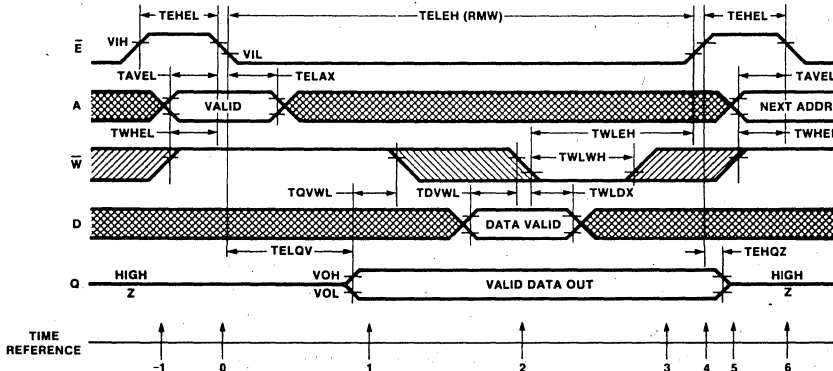 TEHEL TELEH (RMW) TEHEL
E VIH VIL
TAVEL TELAX TAVEL
A VALID NEXT ADDR
TWHEL TWLEH TWHEL
W TWLWH
TQVWL TDVWL TWLDX
D DATA VALID
TELQV TEHQZ
Q HIGH Z VOH VOL VALID DATA OUT HIGH Z
TIME REFERENCE
-1 0 1 2 3 4 5 6